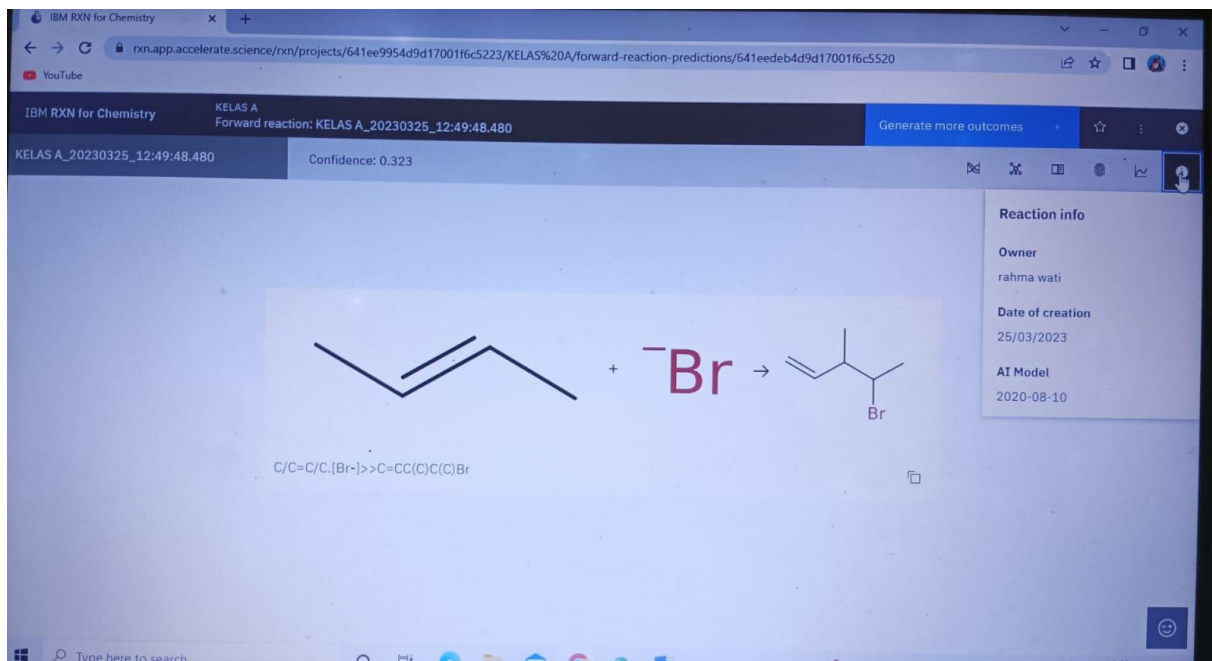 IBM RXN for Chemistry
rxn.app.accelerate.science/rxn/projects/641ee9954d9d17001f6c5223/KELAS%20A/forward-reaction-predictions/641eedeb4d9d17001f6c5520
YouTube
IBM RXN for Chemistry
KELAS A
Forward reaction: KELAS A_20230325_12:49:48.480
Generate more outcomes +
KELAS A_20230325_12:49:48.480
Confidence: 0.323
Reaction info
Owner
rahma wati
Date of creation
25/03/2023
AI Model
2020-08-10
+ ⁻Br →
Br
C/C=C/C.[Br-]>>C=CC(C)C(C)Br
Type here to search